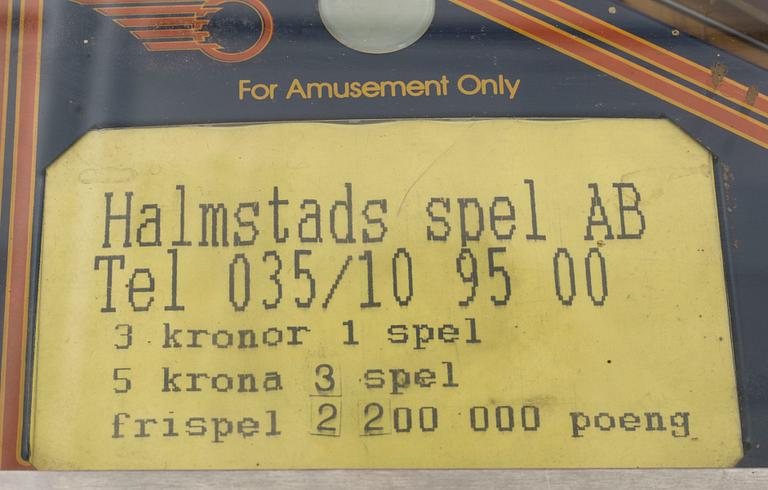 For Amusement Only
Halmstads spel AB
Tel 035/10 95 00
3 kronor 1 spel
5 krona 3 spel
frispel 2 200 000 poeng